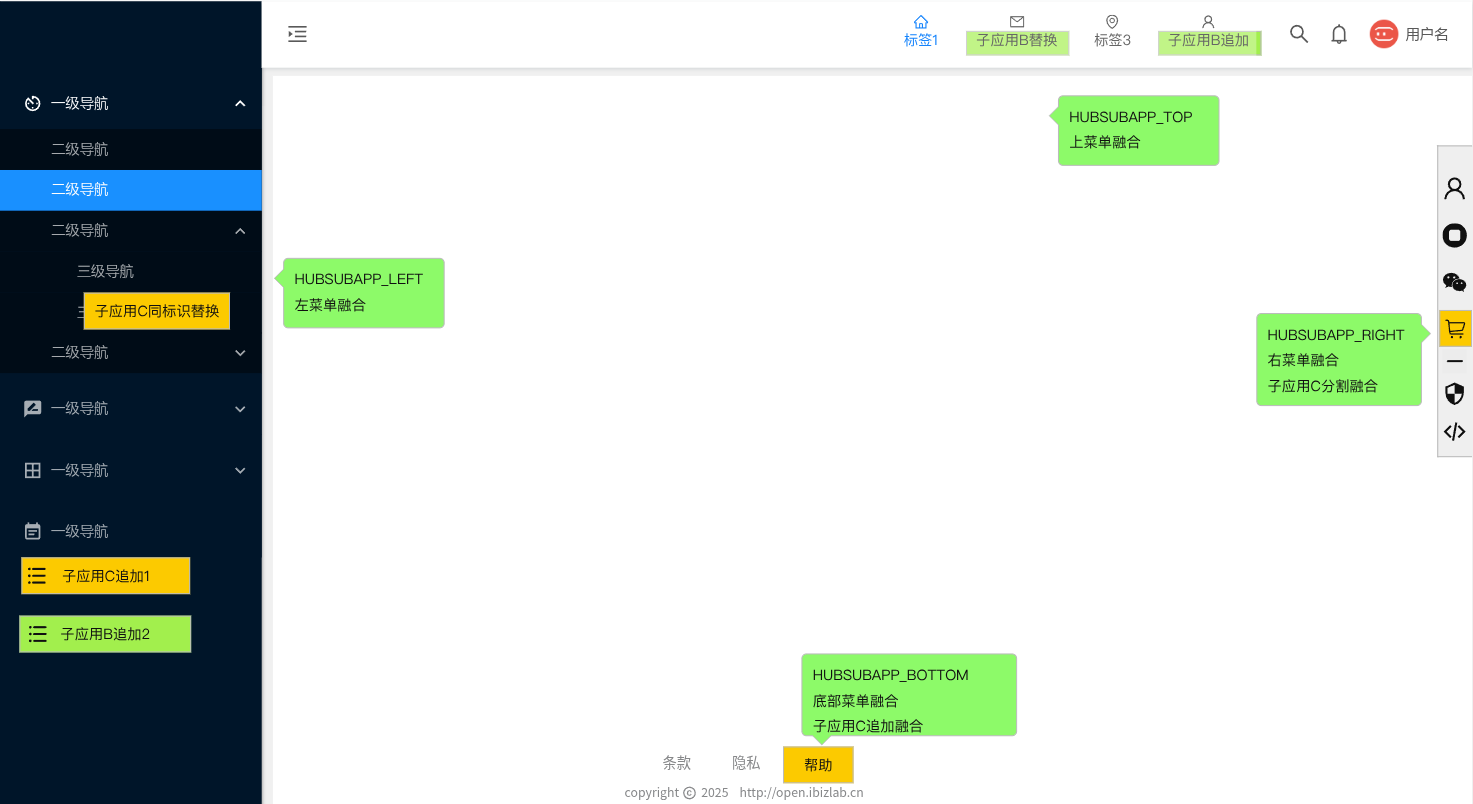 标签1
子应用B替换
标签3
子应用B追加
用户名
一级导航
二级导航
二级导航
二级导航
三级导航
子应用C同标识替换
二级导航
一级导航
一级导航
一级导航
子应用C追加1
子应用B追加2
HUBSUBAPP_TOP
上菜单融合
HUBSUBAPP_LEFT
左菜单融合
HUBSUBAPP_RIGHT
右菜单融合
子应用C分割融合
HUBSUBAPP_BOTTOM
底部菜单融合
子应用C追加融合
条款 隐私 帮助
copyright © 2025 http://open.ibizlab.cn